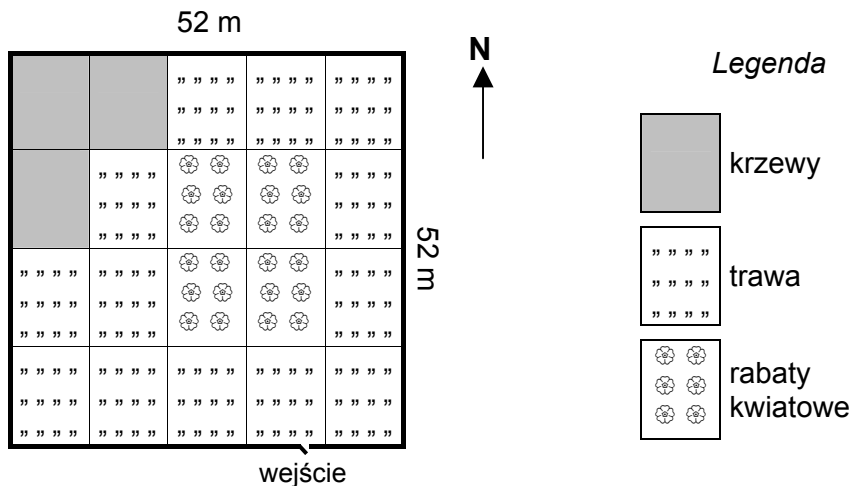 52 m
N
Legenda
krzewy
52 m
trawa
rabaty
kwiatowe
wejście